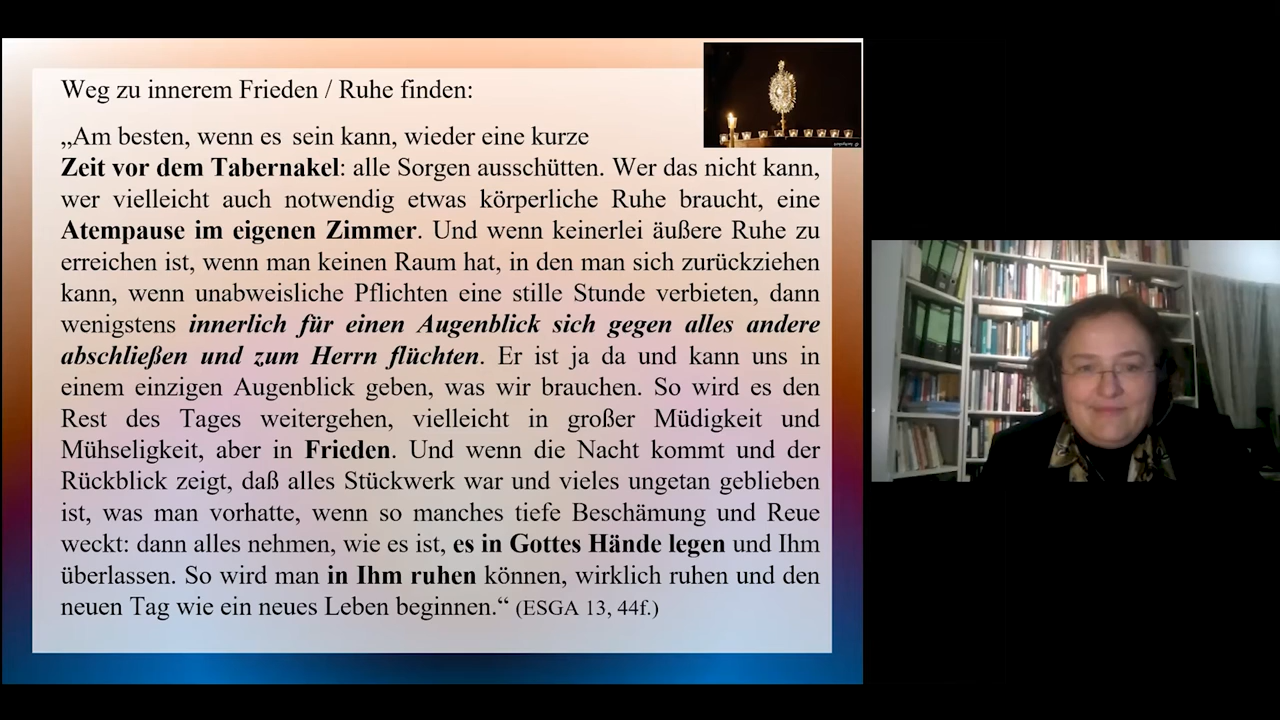 Weg zu innerem Frieden / Ruhe finden:
„Am besten, wenn es sein kann, wieder eine kurze
Zeit vor dem Tabernakel: alle Sorgen ausschütten. Wer das nicht kann,
wer vielleicht auch notwendig etwas körperliche Ruhe braucht, eine
Atempause im eigenen Zimmer. Und wenn keinerlei äußere Ruhe zu
erreichen ist, wenn man keinen Raum hat, in den man sich zurückziehen
kann, wenn unabweisliche Pflichten eine stille Stunde verbieten, dann
wenigstens innerlich für einen Augenblick sich gegen alles andere
abschließen und zum Herrn flüchten. Er ist ja da und kann uns in
einem einzigen Augenblick geben, was wir brauchen. So wird es den
Rest des Tages weitergehen, vielleicht in großer Müdigkeit und
Mühseligkeit, aber in Frieden. Und wenn die Nacht kommt und der
Rückblick zeigt, daß alles Stückwerk war und vieles ungetan geblieben
ist, was man vorhatte, wenn so manches tiefe Beschämung und Reue
weckt: dann alles nehmen, wie es ist, es in Gottes Hände legen und Ihm
überlassen. So wird man in Ihm ruhen können, wirklich ruhen und den
neuen Tag wie ein neues Leben beginnen.“ (ESGA 13, 44f.)